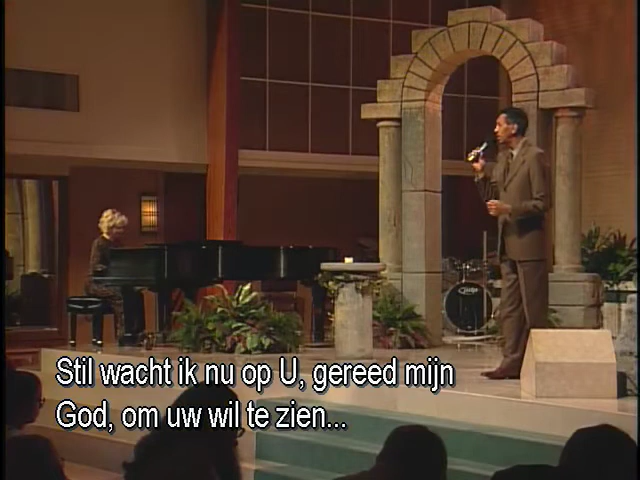 Stil wacht ik nu op U, gereed mijn
God, om uw wil te zien...